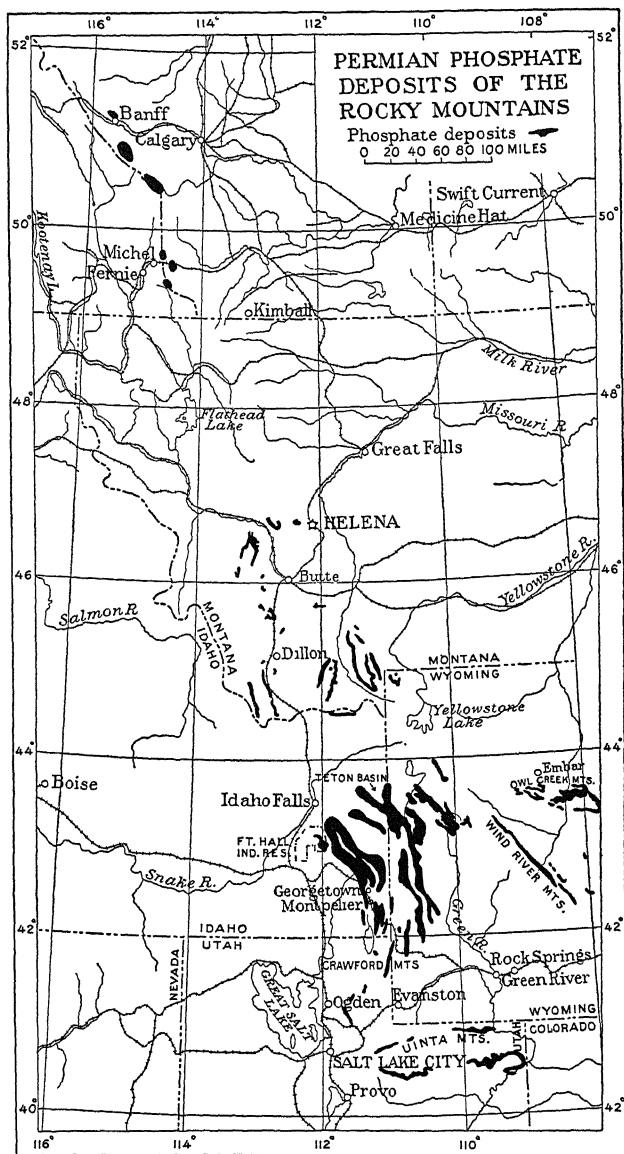 116° 114° 112° 110° 108°
52° 52°
PERMIAN PHOSPHATE
DEPOSITS OF THE
ROCKY MOUNTAINS
Phosphate deposits
0 20 40 60 80 100 MILES
Banff
Calgary
Swift Current
Medicine Hat
50° 50°
Kootenay L.
Michel
Fernie
Kimball
Milk River
48° 48°
Flathead
Lake
Missouri R
Great Falls
HELENA
Butte
46° 46°
Yellowstone R.
Salmon R
MONTANA
IDAHO
Dillon
MONTANA
WYOMING
Yellowstone
Lake
44° 44°
Boise
TETON BASIN
Embar
OWL CREEK MTS.
Idaho Falls
FT. HALL
IND. RES.
WIND RIVER MTS.
Snake R.
Georgetown
Montpelier
Green R.
42° 42°
IDAHO
UTAH
NEVADA
CRAWFORD MTS
Rock Springs
Green River
GREAT SALT
LAKE
Ogden
Evanston
WYOMING
COLORADO
UTAH
UINTA MTS.
SALT LAKE CITY
Provo
40° 40°
116° 114° 112° 110°